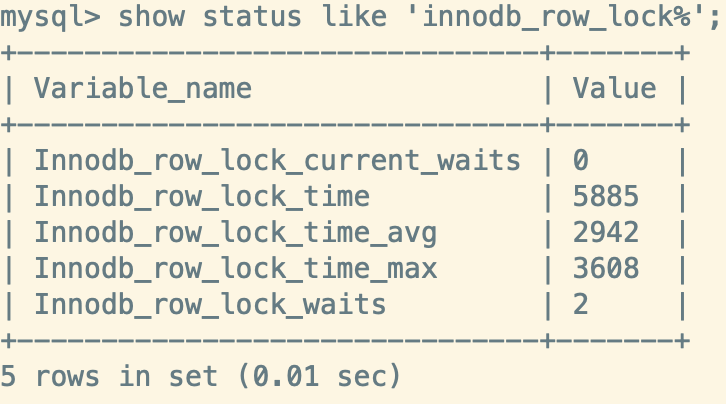 mysql> show status like 'innodb_row_lock%';
+-------------------------------+-------+
| Variable_name                 | Value |
+-------------------------------+-------+
| Innodb_row_lock_current_waits | 0     |
| Innodb_row_lock_time          | 5885  |
| Innodb_row_lock_time_avg      | 2942  |
| Innodb_row_lock_time_max      | 3608  |
| Innodb_row_lock_waits         | 2     |
+-------------------------------+-------+
5 rows in set (0.01 sec)